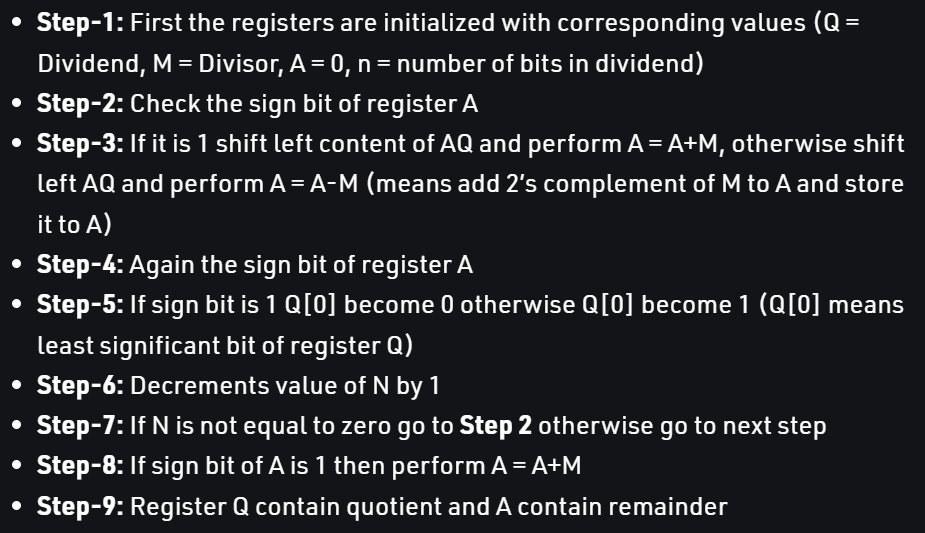 • Step-1: First the registers are initialized with corresponding values (Q =
Dividend, M = Divisor, A = 0, n = number of bits in dividend)
• Step-2: Check the sign bit of register A
• Step-3: If it is 1 shift left content of AQ and perform A = A+M, otherwise shift
left AQ and perform A = A-M (means add 2’s complement of M to A and store
it to A)
• Step-4: Again the sign bit of register A
• Step-5: If sign bit is 1 Q[0] become 0 otherwise Q[0] become 1 (Q[0] means
least significant bit of register Q)
• Step-6: Decrements value of N by 1
• Step-7: If N is not equal to zero go to Step 2 otherwise go to next step
• Step-8: If sign bit of A is 1 then perform A = A+M
• Step-9: Register Q contain quotient and A contain remainder